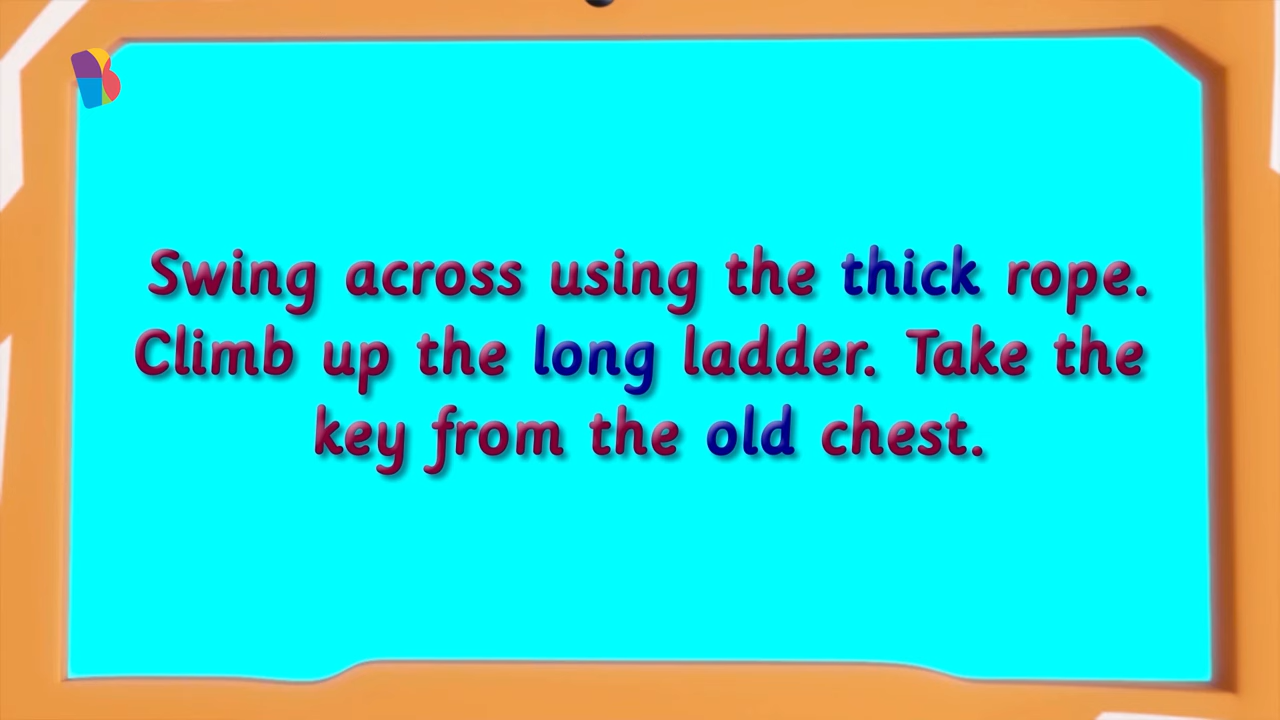 Swing across using the thick rope.
Climb up the long ladder. Take the
key from the old chest.